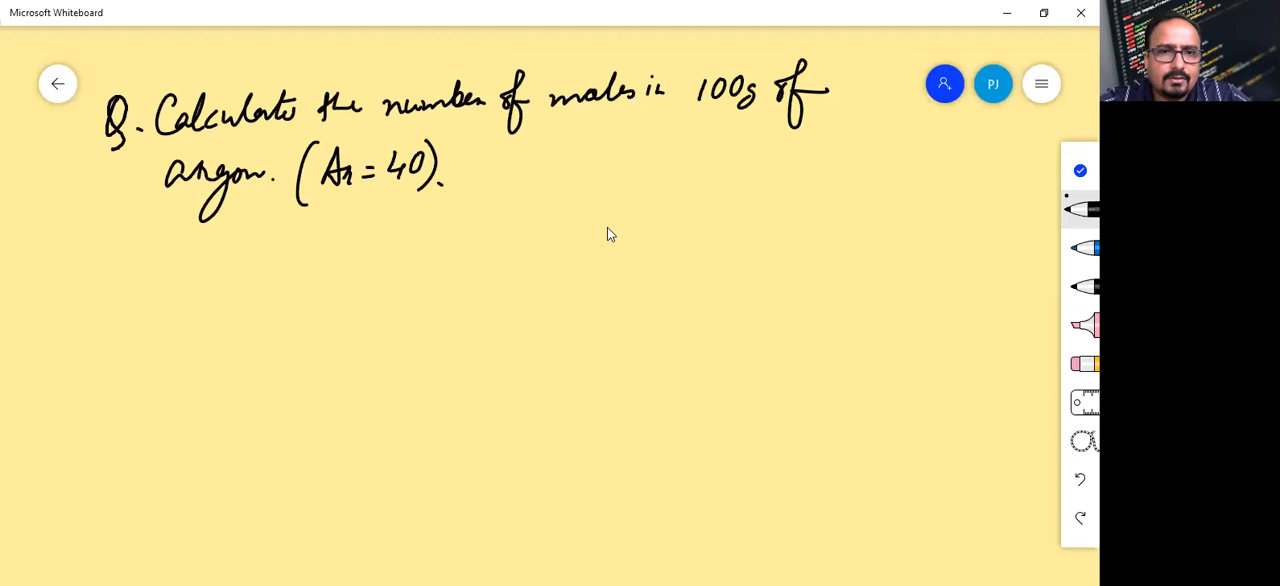 Microsoft Whiteboard
Q. Calculate the number of moles in 100g of
PJ
argon. (Ar = 40).